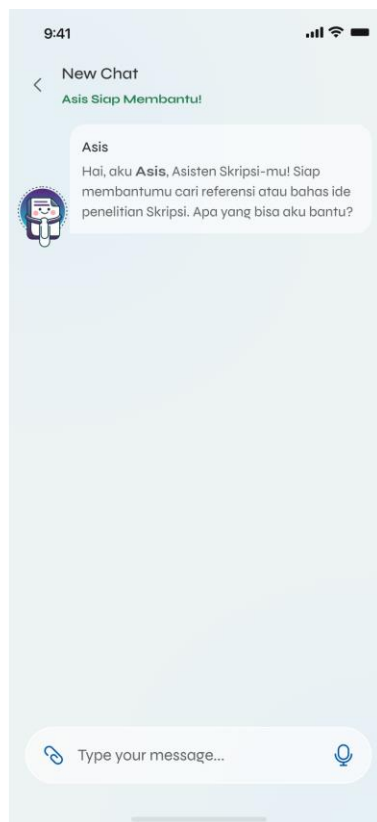 9:41
New Chat
Asis Siap Membantu!
Asis
Hai, aku Asis, Asisten Skripsi-mu! Siap
membantumu cari referensi atau bahas ide
penelitian Skripsi. Apa yang bisa aku bantu?
Type your message...